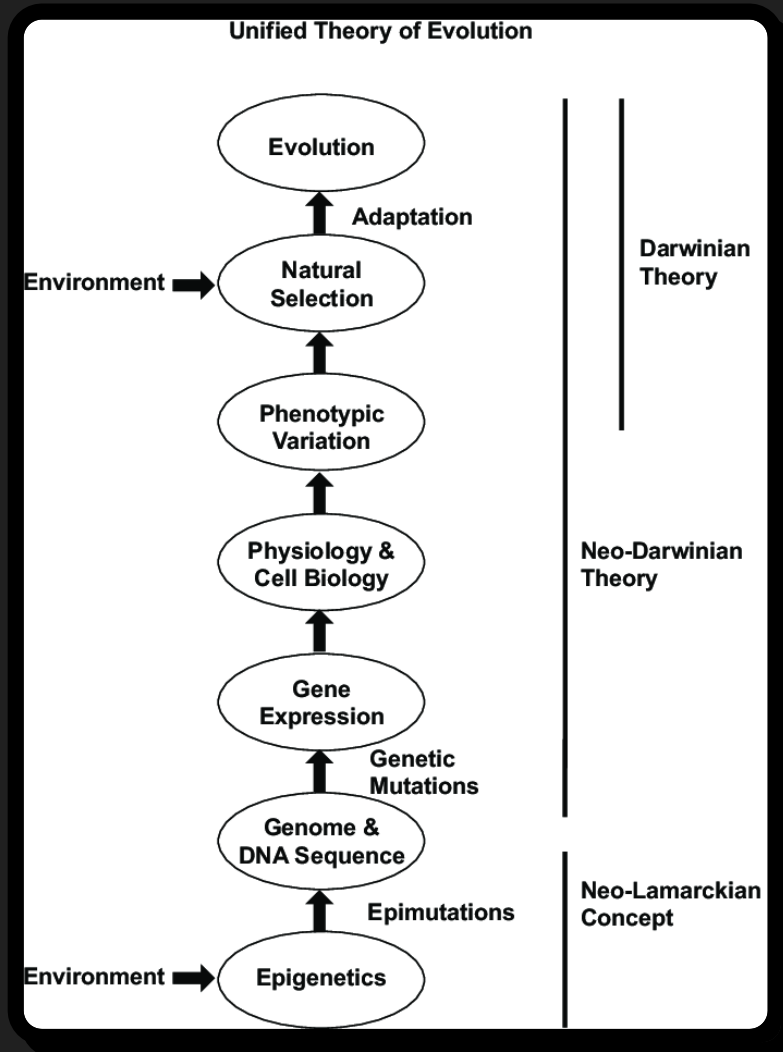 Unified Theory of Evolution
Evolution
Adaptation
Darwinian
Theory
Environment
Natural
Selection
Phenotypic
Variation
Physiology &
Cell Biology
Neo-Darwinian
Theory
Gene
Expression
Genetic
Mutations
Genome &
DNA Sequence
Neo-Lamarckian
Concept
Epimutations
Environment
Epigenetics